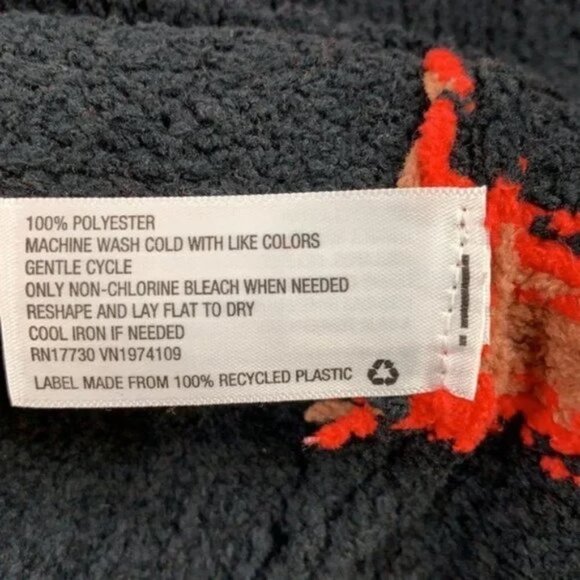 100% POLYESTER
MACHINE WASH COLD WITH LIKE COLORS
GENTLE CYCLE
ONLY NON-CHLORINE BLEACH WHEN NEEDED
RESHAPE AND LAY FLAT TO DRY
COOL IRON IF NEEDED
RN17730 VN1974109
LABEL MADE FROM 100% RECYCLED PLASTIC